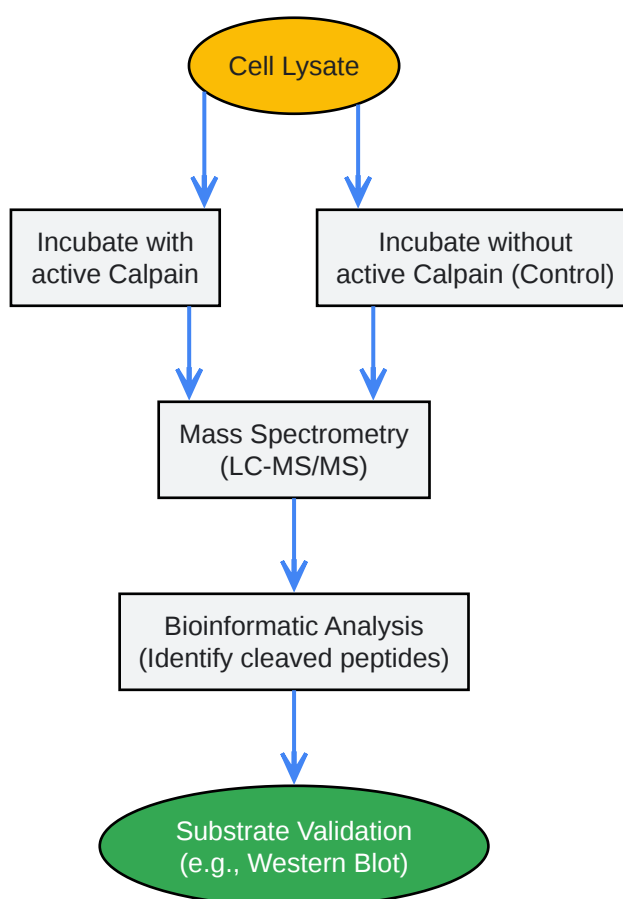 Cell Lysate
Incubate with
active Calpain
Incubate without
active Calpain (Control)
Mass Spectrometry
(LC-MS/MS)
Bioinformatic Analysis
(Identify cleaved peptides)
Substrate Validation
(e.g., Western Blot)